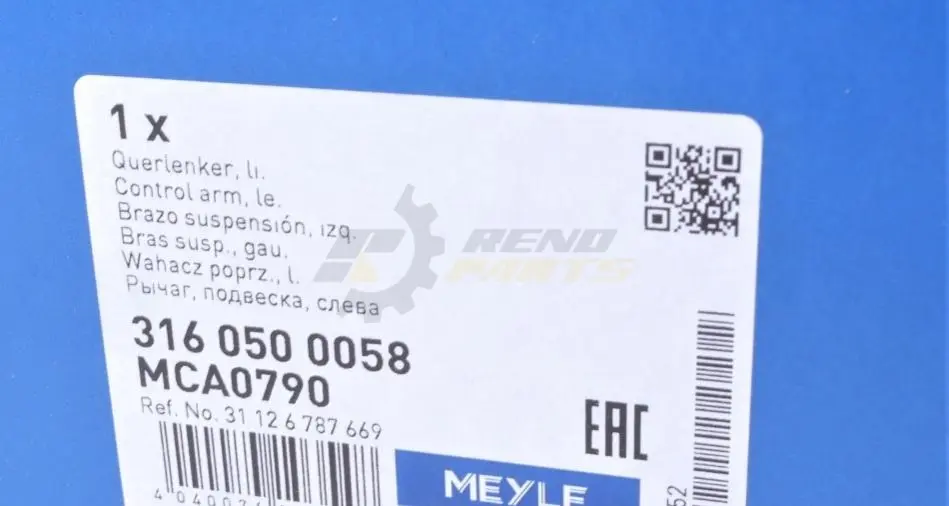 1 x
Querlenker, li.
Control arm, le.
Brazo suspensión, izq.
Bras susp., gau.
Wahacz poprz., l.
Рычаг, подвеска, слева
RENO
PARTS
316 050 0058
MCA0790
Ref. No. 31 12 6 787 669
EAC
MEYLE
52